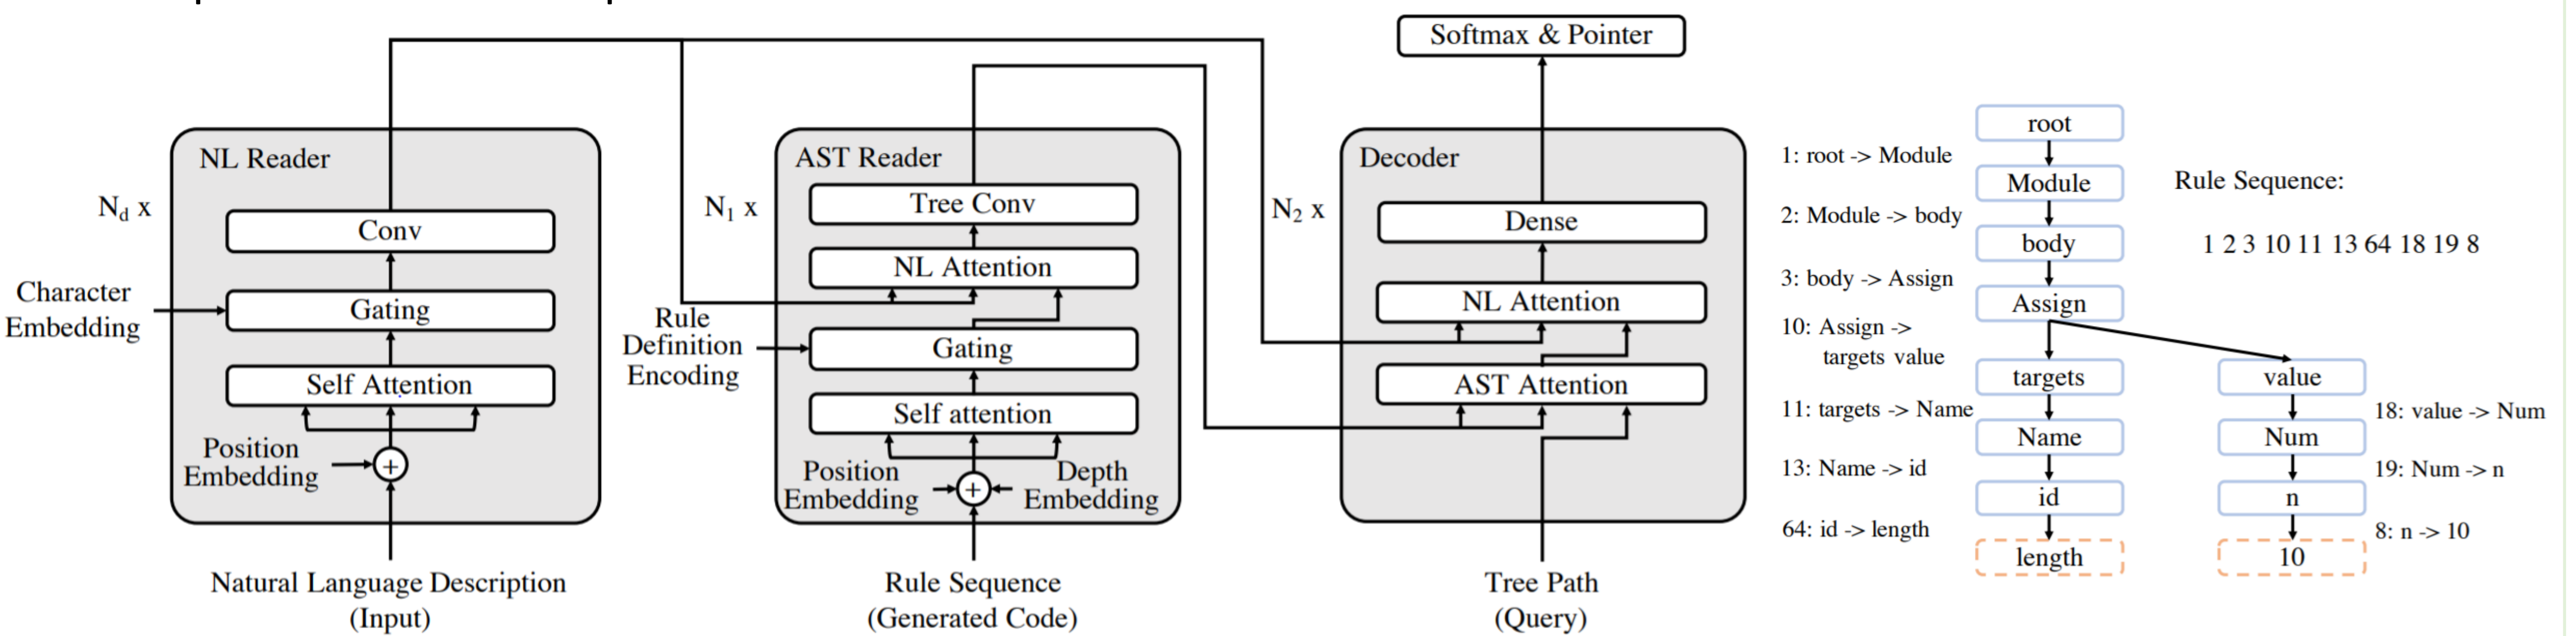 NL Reader
N_d x
Conv
Character
Embedding
Gating
Self Attention
Position
Embedding
+
Natural Language Description
(Input)
AST Reader
N_1 x
Tree Conv
NL Attention
Rule
Definition
Encoding
Gating
Self attention
Position
Embedding
+
Depth
Embedding
Rule Sequence
(Generated Code)
Softmax & Pointer
Decoder
N_2 x
Dense
NL Attention
AST Attention
Tree Path
(Query)
root
1: root -> Module
Module
2: Module -> body
body
3: body -> Assign
Assign
10: Assign ->
targets value
targets
value
11: targets -> Name
18: value -> Num
Name
Num
13: Name -> id
19: Num -> n
id
n
64: id -> length
8: n -> 10
length
10
Rule Sequence:
1 2 3 10 11 13 64 18 19 8